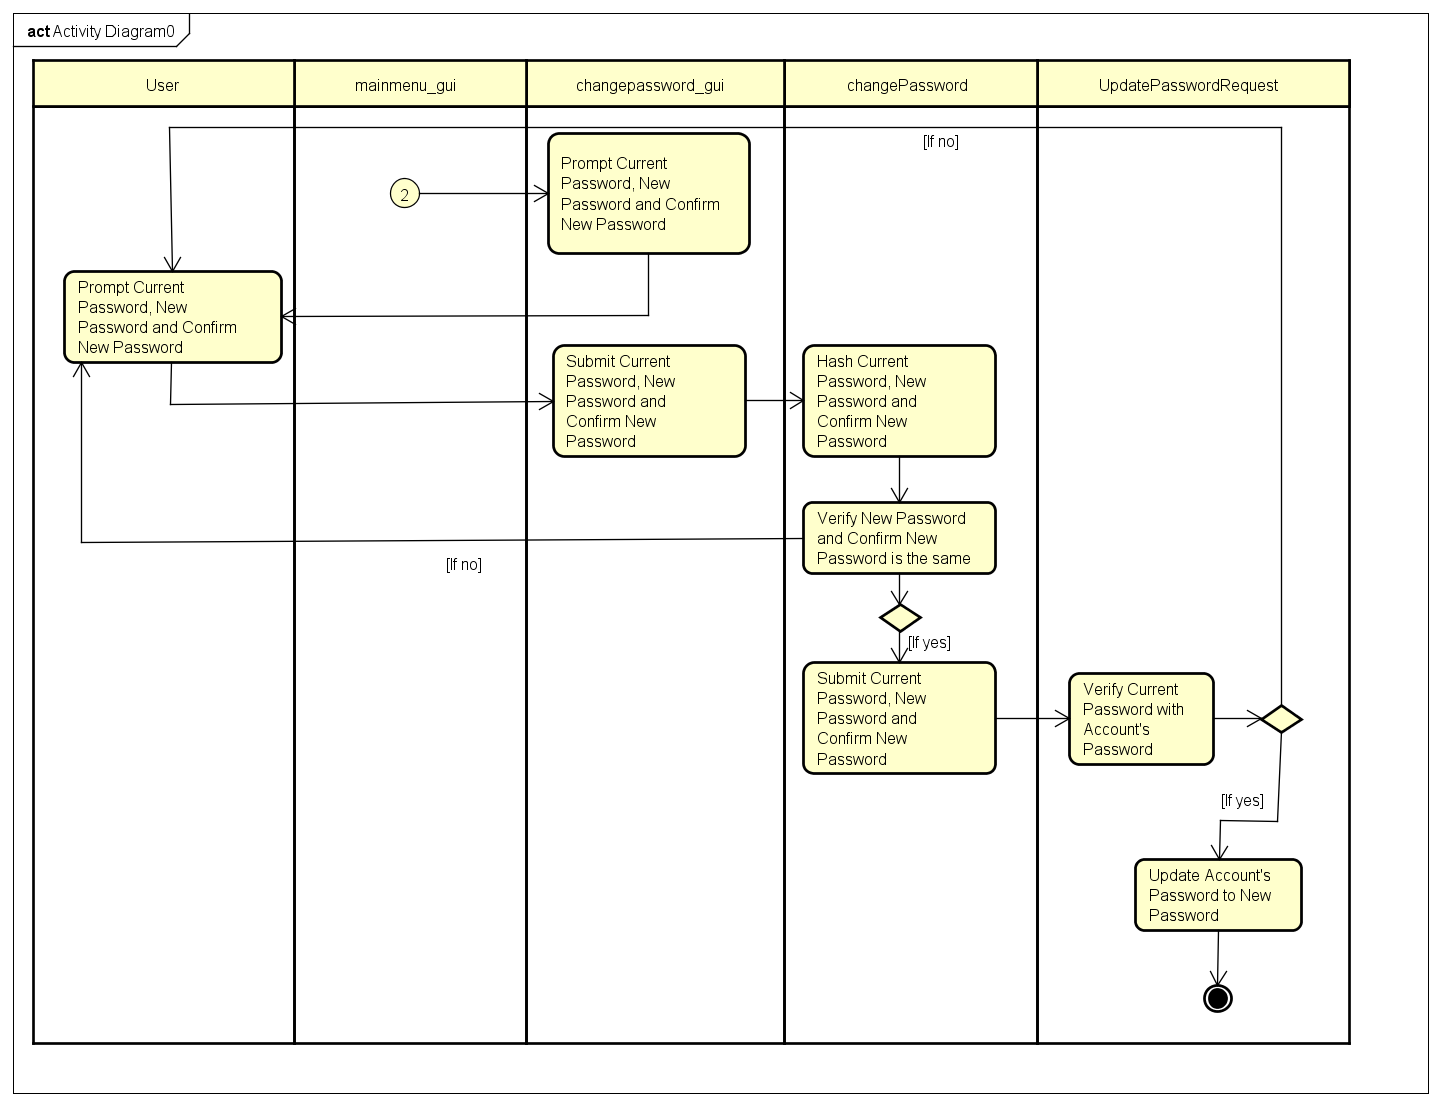 act Activity Diagram0
User
mainmenu_gui
changepassword_gui
changePassword
UpdatePasswordRequest
[If no]
2
Prompt Current
Password, New
Password and Confirm
New Password
Prompt Current
Password, New
Password and Confirm
New Password
Submit Current
Password, New
Password and
Confirm New
Password
Hash Current
Password, New
Password and
Confirm New
Password
Verify New Password
and Confirm New
Password is the same
[If no]
[If yes]
Submit Current
Password, New
Password and
Confirm New
Password
Verify Current
Password with
Account's
Password
[If yes]
Update Account's
Password to New
Password